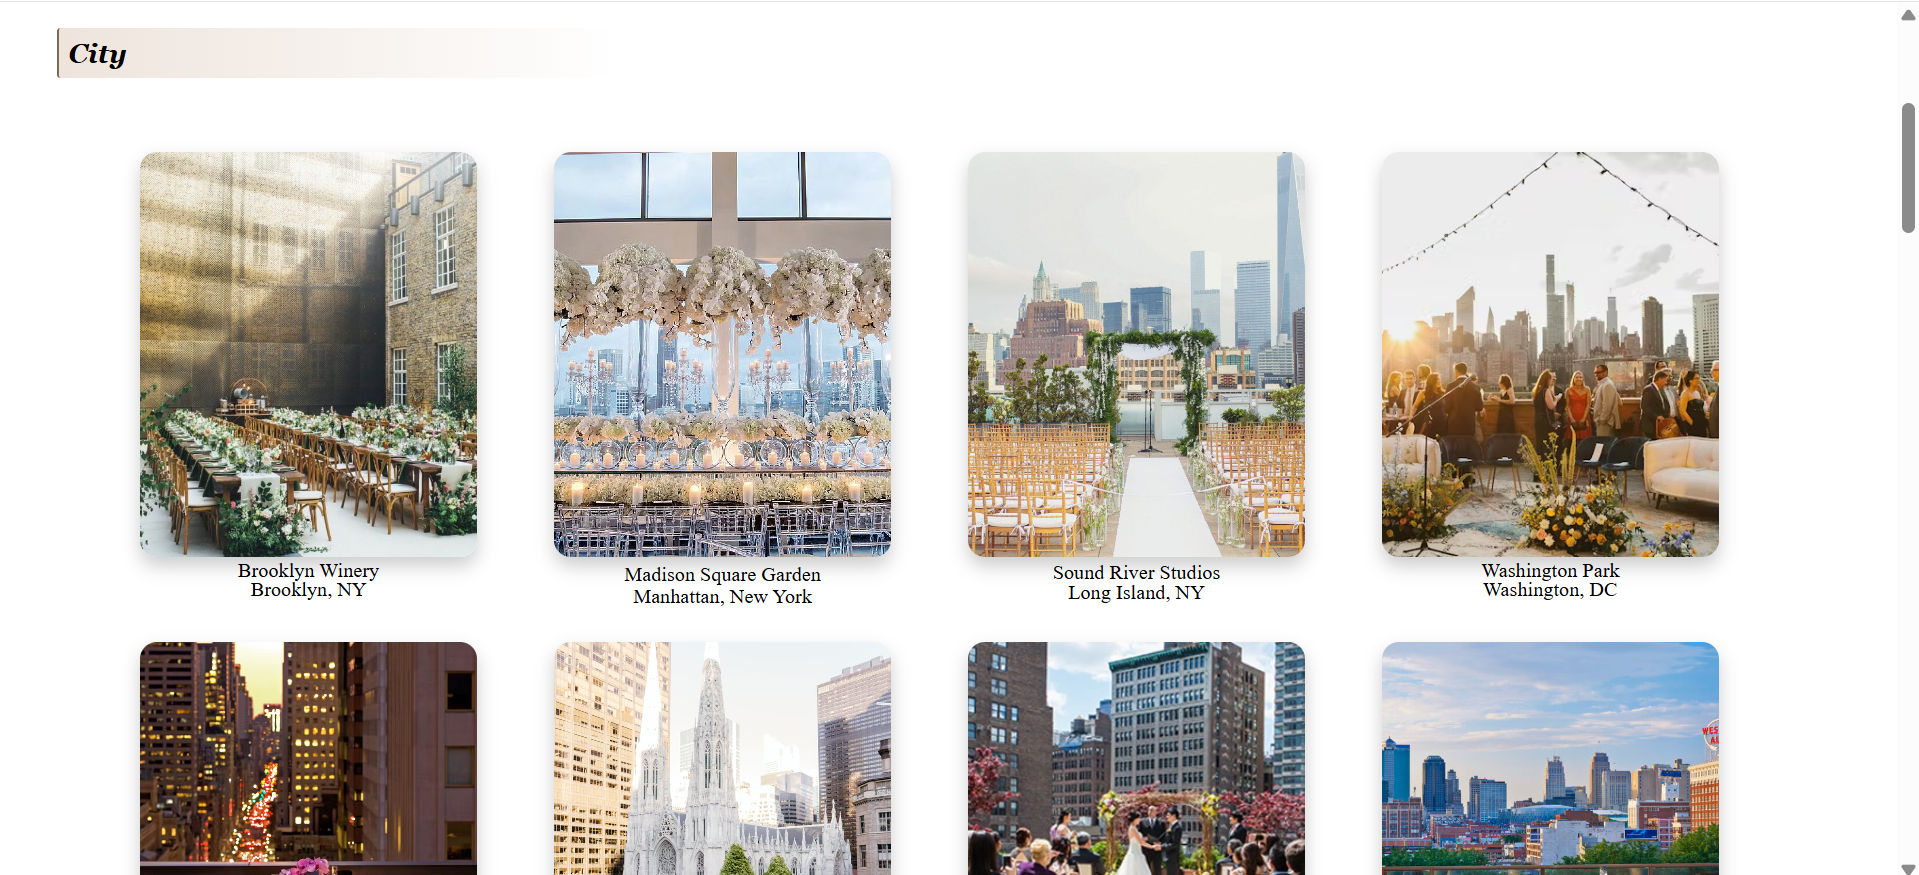 City
Brooklyn Winery
Brooklyn, NY
Madison Square Garden
Manhattan, New York
Sound River Studios
Long Island, NY
Washington Park
Washington, DC